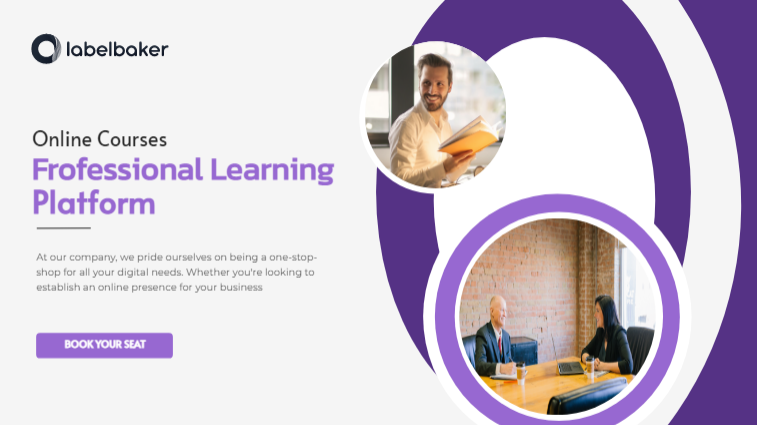 labelbaker
Online Courses
Frofessional Learning
Platform
At our company, we pride ourselves on being a one-stop-
shop for all your digital needs. Whether you're looking to
establish an online presence for your business
BOOK YOUR SEAT